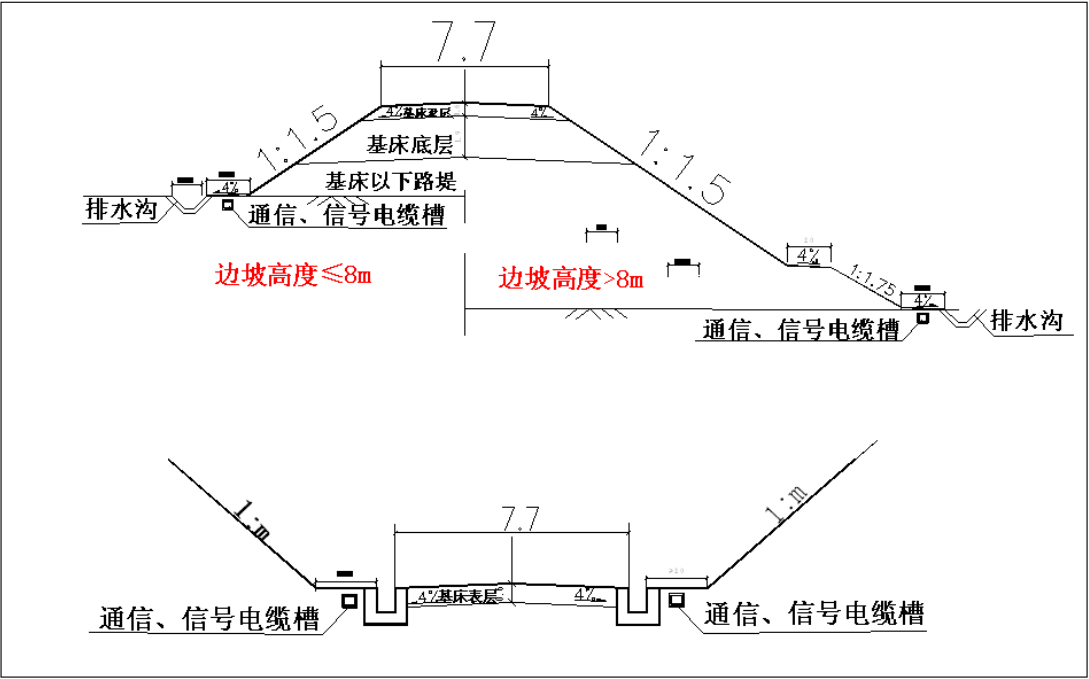 7.7
4%
基床表层
4%
1:1.5
基床底层
1:1.5
基床以下路堤
4%
排水沟
通信、信号电缆槽
边坡高度≤8m
边坡高度>8m
4%
1:1.75
4%
通信、信号电缆槽
排水沟
1:m
1:m
7.7
4%
基床表层
4%
通信、信号电缆槽
通信、信号电缆槽